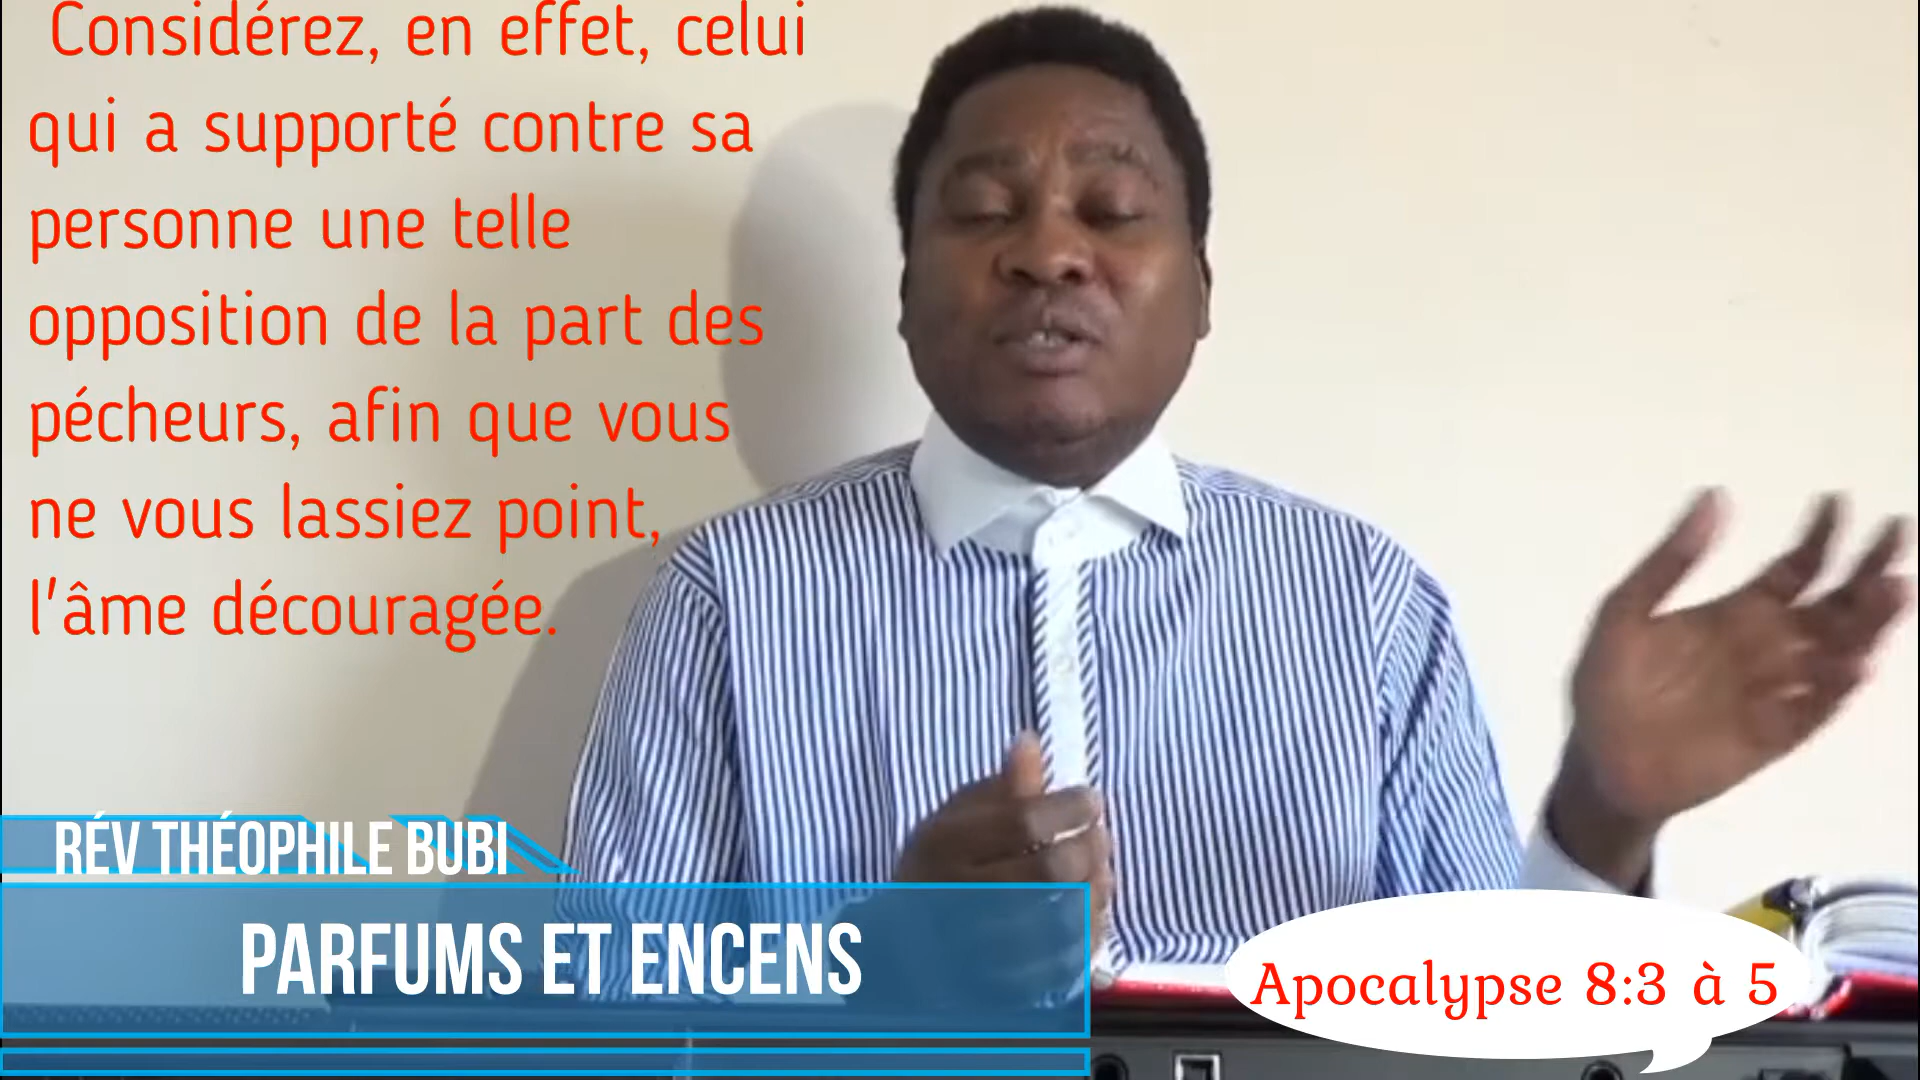 Considérez, en effet, celui
qui a supporté contre sa
personne une telle
opposition de la part des
pécheurs, afin que vous
ne vous lassiez point,
l'âme découragée.
RÉV THÉOPHILE BUBI
PARFUMS ET ENCENS
Apocalypse 8:3 à 5